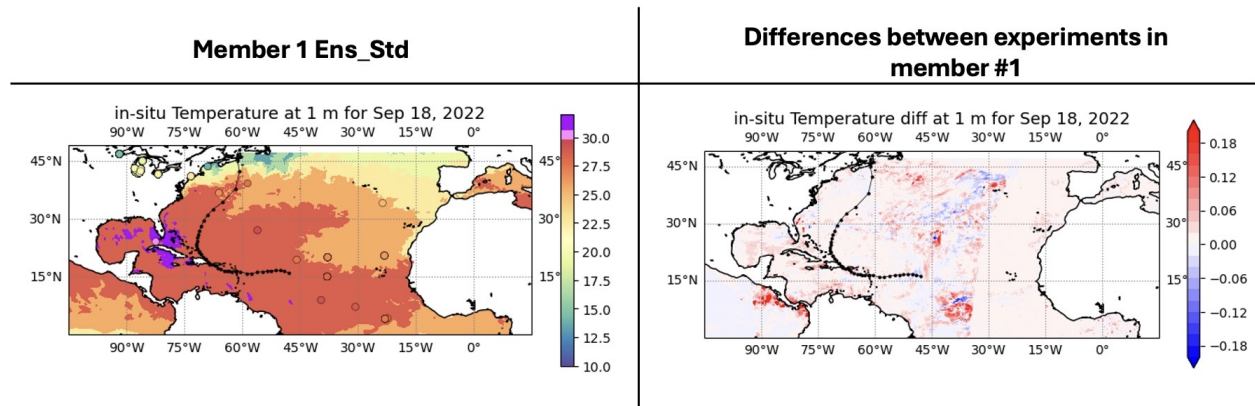 Member 1 Ens_Std
Differences between experiments in
member #1
in-situ Temperature at 1 m for Sep 18, 2022
90°W 75°W 60°W 45°W 30°W 15°W 0°
45°N
30°N
15°N
45°
30°
15°
90°W 75°W 60°W 45°W 30°W 15°W 0°
30.0
27.5
25.0
22.5
20.0
17.5
15.0
12.5
10.0
in-situ Temperature diff at 1 m for Sep 18, 2022
90°W 75°W 60°W 45°W 30°W 15°W 0°
45°N
30°N
15°N
45°
30°
15°
90°W 75°W 60°W 45°W 30°W 15°W 0°
0.18
0.12
0.06
0.00
−0.06
−0.12
−0.18